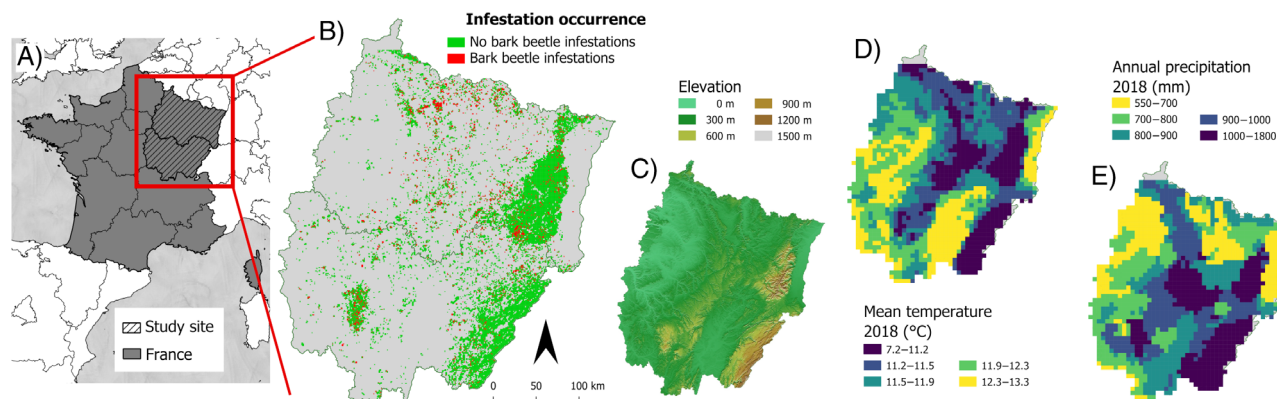 A)
Study site
France
B)
Infestation occurrence
No bark beetle infestations
Bark beetle infestations
0 50 100 km
Elevation
0 m 900 m
300 m 1200 m
600 m 1500 m
C)
D)
Mean temperature
2018 (°C)
7.2–11.2
11.2–11.5 11.9–12.3
11.5–11.9 12.3–13.3
Annual precipitation
2018 (mm)
550–700
700–800 900–1000
800–900 1000–1800
E)